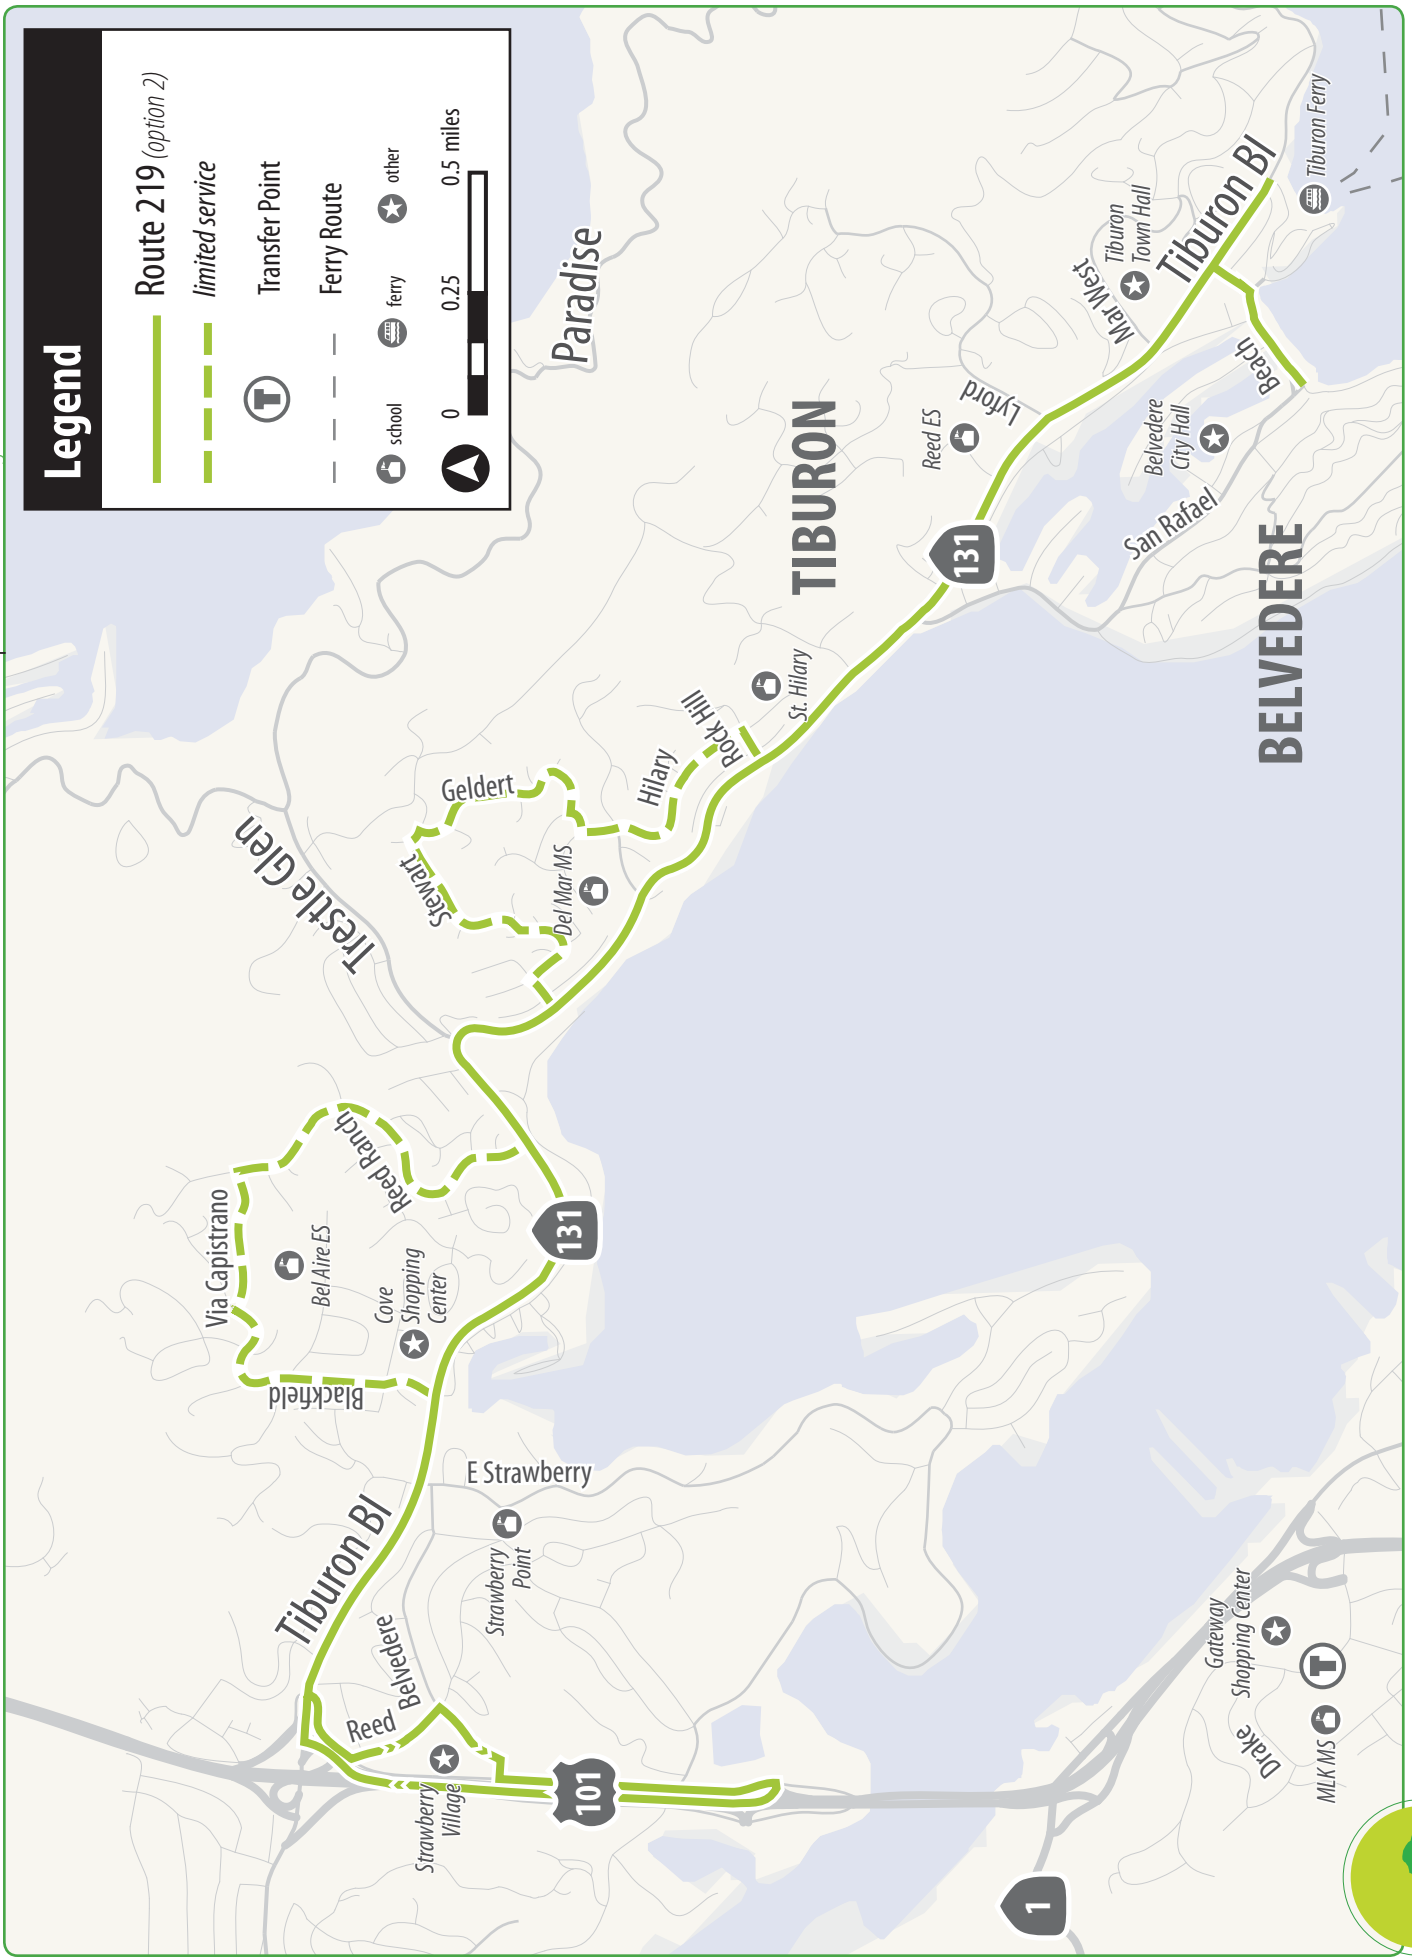 Legend
Route 219 (option 2)
limited service
Transfer Point
Ferry Route
school
ferry
other
0
0.25
0.5 miles
Paradise
Trestle Glen
Tiburon Bl
Via Capistrano
Reed Ranch
Bel Aire ES
Cove
Shopping
Center
Blackfield
131
E Strawberry
Strawberry
Point
Belvedere
Reed
Strawberry
Village
101
1
Stewart
Geldert
Del Mar MS
Hilary
Rock Hill
St. Hilary
TIBURON
131
Reed ES
Lyford
Mar West
Tiburon
Town Hall
Tiburon Bl
Tiburon Ferry
Beach
Belvedere
City Hall
San Rafael
BELVEDERE
Gateway
Shopping Center
T
Drake
MLK MS
T